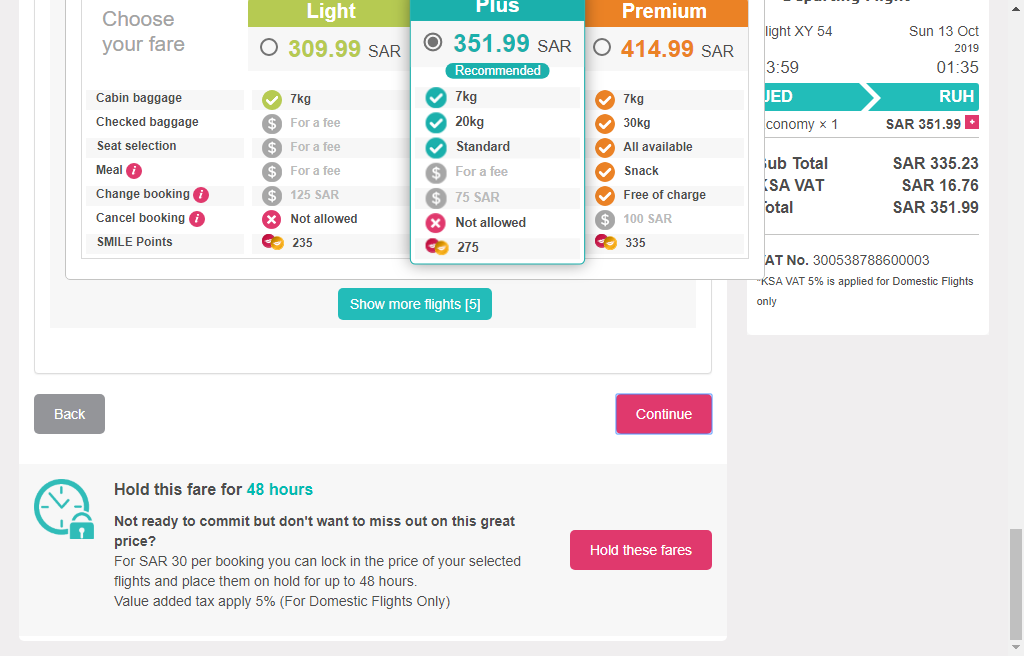 Choose
your fare
Light
309.99 SAR
Plus
351.99 SAR
Recommended
Premium
414.99 SAR
Cabin baggage 7kg 7kg 7kg
Checked baggage For a fee 20kg 30kg
Seat selection For a fee Standard All available
Meal i For a fee For a fee Snack
Change booking i 125 SAR 75 SAR Free of charge
Cancel booking i Not allowed Not allowed 100 SAR
SMILE Points 235 275 335
Show more flights [5]
Back
Continue
Hold this fare for 48 hours
Not ready to commit but don't want to miss out on this great
price?
For SAR 30 per booking you can lock in the price of your selected
flights and place them on hold for up to 48 hours.
Value added tax apply 5% (For Domestic Flights Only)
Hold these fares
light XY 54 Sun 13 Oct
2019
3:59 01:35
JED RUH
conomy × 1 SAR 351.99 +
ub Total SAR 335.23
KSA VAT SAR 16.76
otal SAR 351.99
AT No. 300538788600003
*KSA VAT 5% is applied for Domestic Flights
only